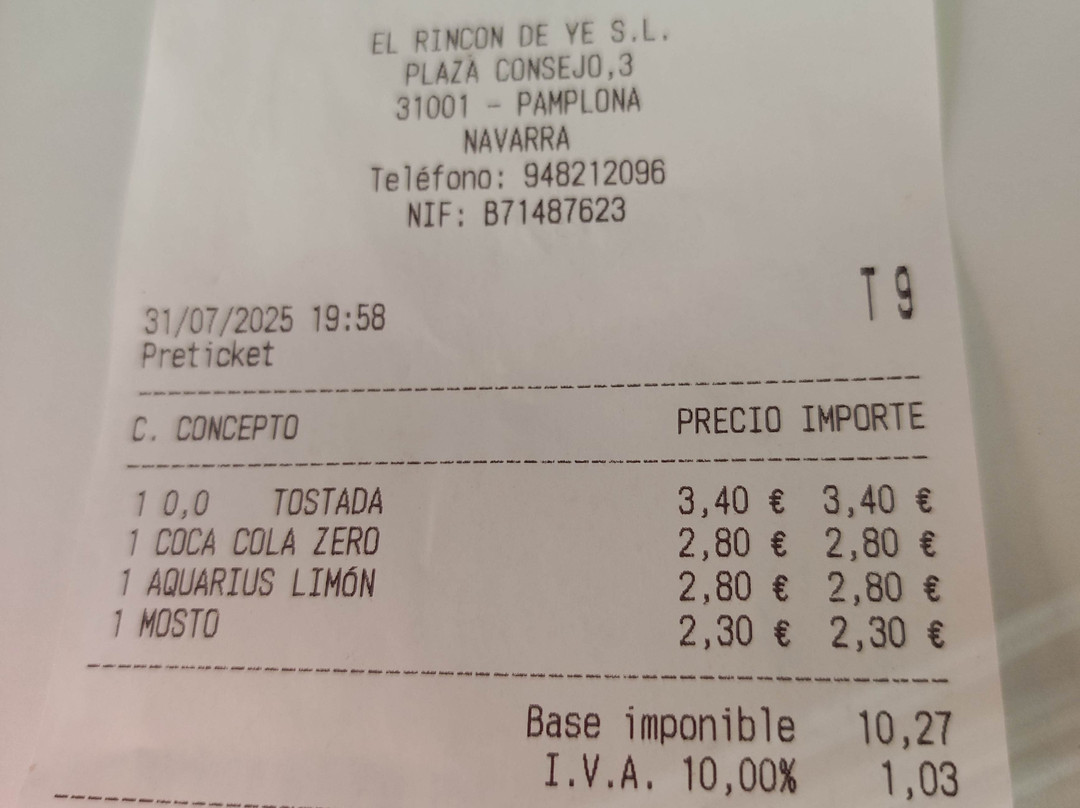 EL RINCON DE YE S.L.
PLAZA CONSEJO,3
31001 - PAMPLONA
NAVARRA
Teléfono: 948212096
NIF: B71487623
T 9
31/07/2025 19:58
Preticket
C. CONCEPTO PRECIO IMPORTE
1 0,0 TOSTADA 3,40 € 3,40 €
1 COCA COLA ZERO 2,80 € 2,80 €
1 AQUARIUS LIMÓN 2,80 € 2,80 €
1 MOSTO 2,30 € 2,30 €
Base imponible 10,27
I.V.A. 10,00% 1,03